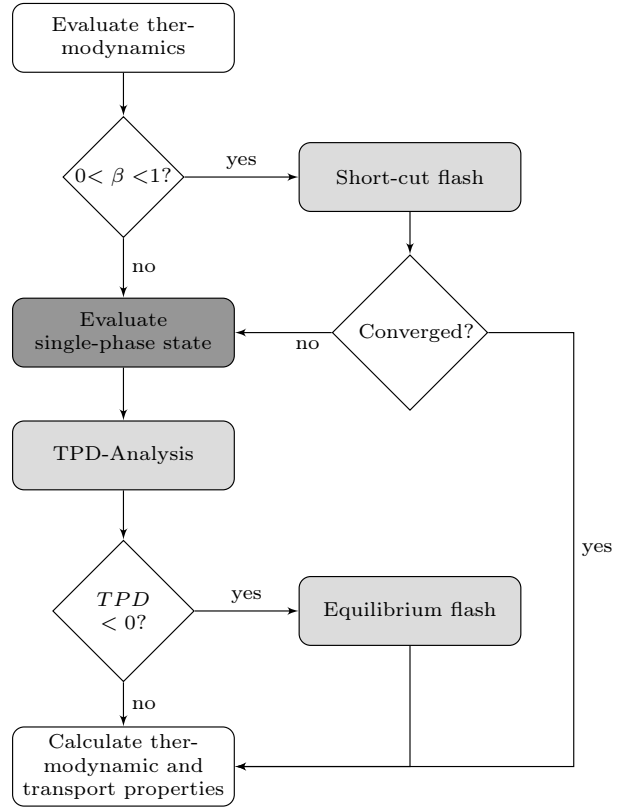 Evaluate ther-
modynamics
0< β <1?
yes
Short-cut flash
no
Evaluate
single-phase state
no
Converged?
TPD-Analysis
yes
TPD
< 0?
yes
Equilibrium flash
no
Calculate ther-
modynamic and
transport properties